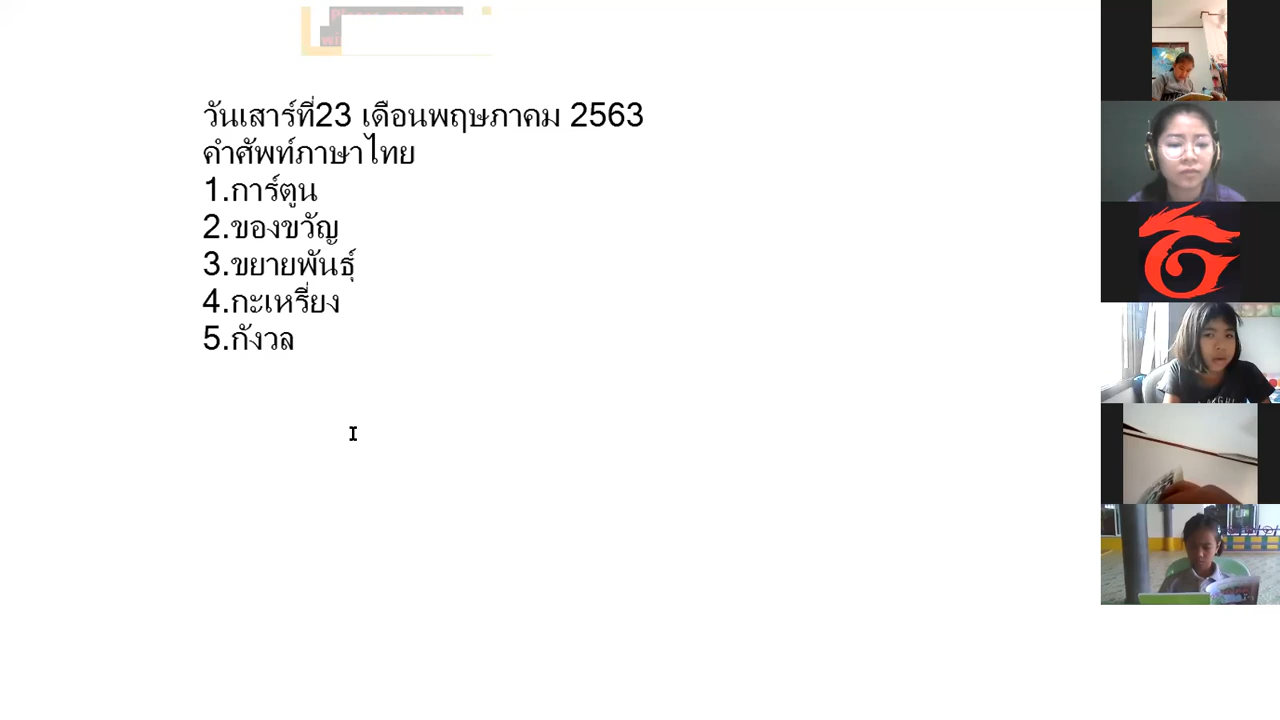 วันเสาร์ที่23 เดือนพฤษภาคม 2563
คำศัพท์ภาษาไทย
1.การ์ตูน
2.ของขวัญ
3.ขยายพันธุ์
4.กะเหรี่ยง
5.กังวล